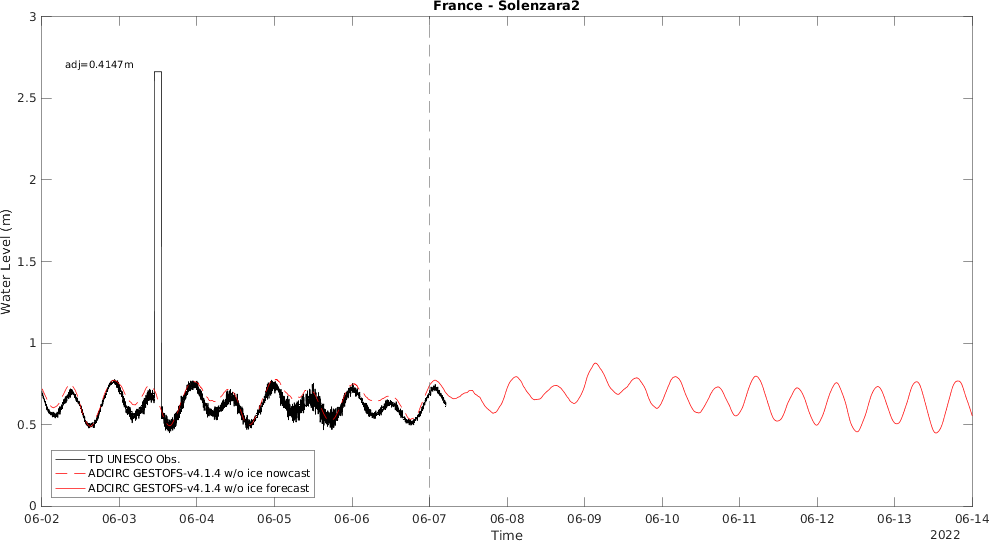 France - Solenzara2
adj=0.4147m
3
2.5
2
1.5
1
0.5
0
Water Level (m)
TD UNESCO Obs.
ADCIRC GESTOFS-v4.1.4 w/o ice nowcast
ADCIRC GESTOFS-v4.1.4 w/o ice forecast
06-02 06-03 06-04 06-05 06-06 06-07 06-08 06-09 06-10 06-11 06-12 06-13 06-14
Time
2022